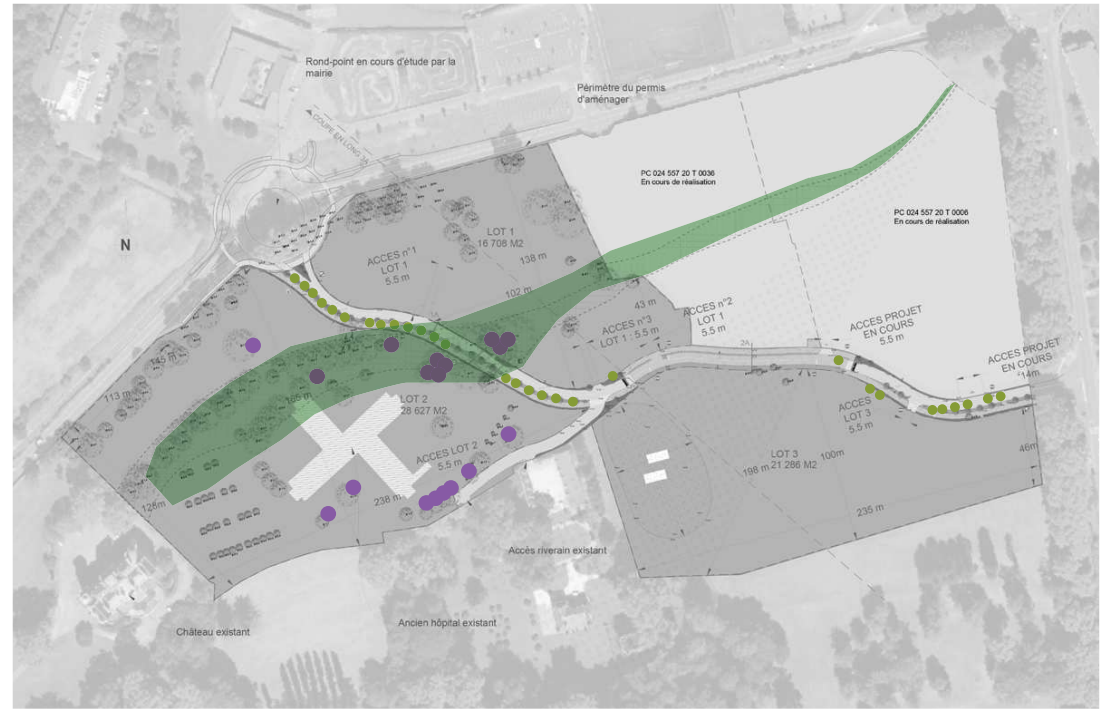 Rond-point en cours d'étude par la
mairie
Périmètre du permis
d'aménager
COUPE EN LONG 3A
PC 024 557 20 T 0036
En cours de réalisation
PC 024 557 20 T 0006
En cours de réalisation
N
LOT 1
16 708 M2
ACCES n°1
LOT 1
5.5 m
138 m
102 m
43 m
ACCES n°2
LOT 1
5.5 m
ACCES n°3
LOT 1 : 5.5 m
ACCES PROJET
EN COURS
5.5 m
ACCES PROJET
EN COURS
14m
2A
145 m
113 m
165 m
LOT 2
28 627 M2
ACCES LOT 2
5.5 m
ACCES
LOT 3
5.5 m
LOT 3
21 286 M2
198 m
100m
46m
128m
238 m
235 m
Accès riverain existant
Ancien hôpital existant
Château existant